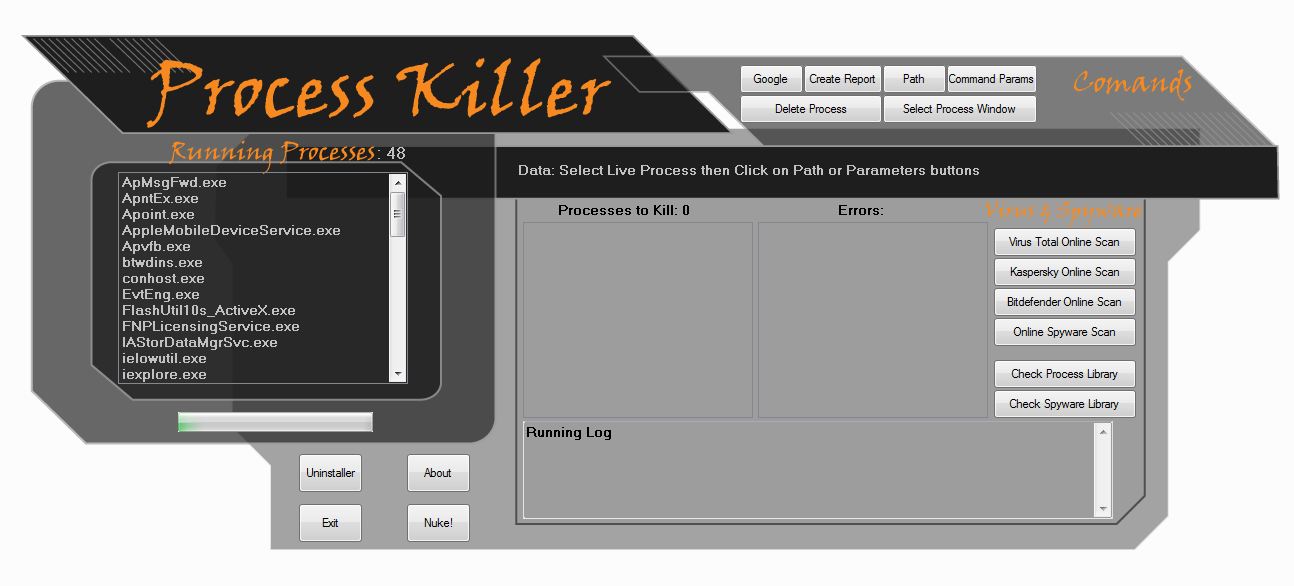 Process Killer
Google
Create Report
Path
Command Params
Comands
Delete Process
Select Process Window
Running Processes: 48
Data: Select Live Process then Click on Path or Parameters buttons
ApMsgFwd.exe
ApntEx.exe
Apoint.exe
AppleMobileDeviceService.exe
Apvfb.exe
btwdins.exe
conhost.exe
EvtEng.exe
FlashUtil10s_ActiveX.exe
FNPLicensingService.exe
IAStorDataMgrSvc.exe
ielowutil.exe
iexplore.exe
Processes to Kill: 0
Errors:
Virus & Spyware
Virus Total Online Scan
Kaspersky Online Scan
Bitdefender Online Scan
Online Spyware Scan
Check Process Library
Check Spyware Library
Running Log
Uninstaller
About
Exit
Nuke!